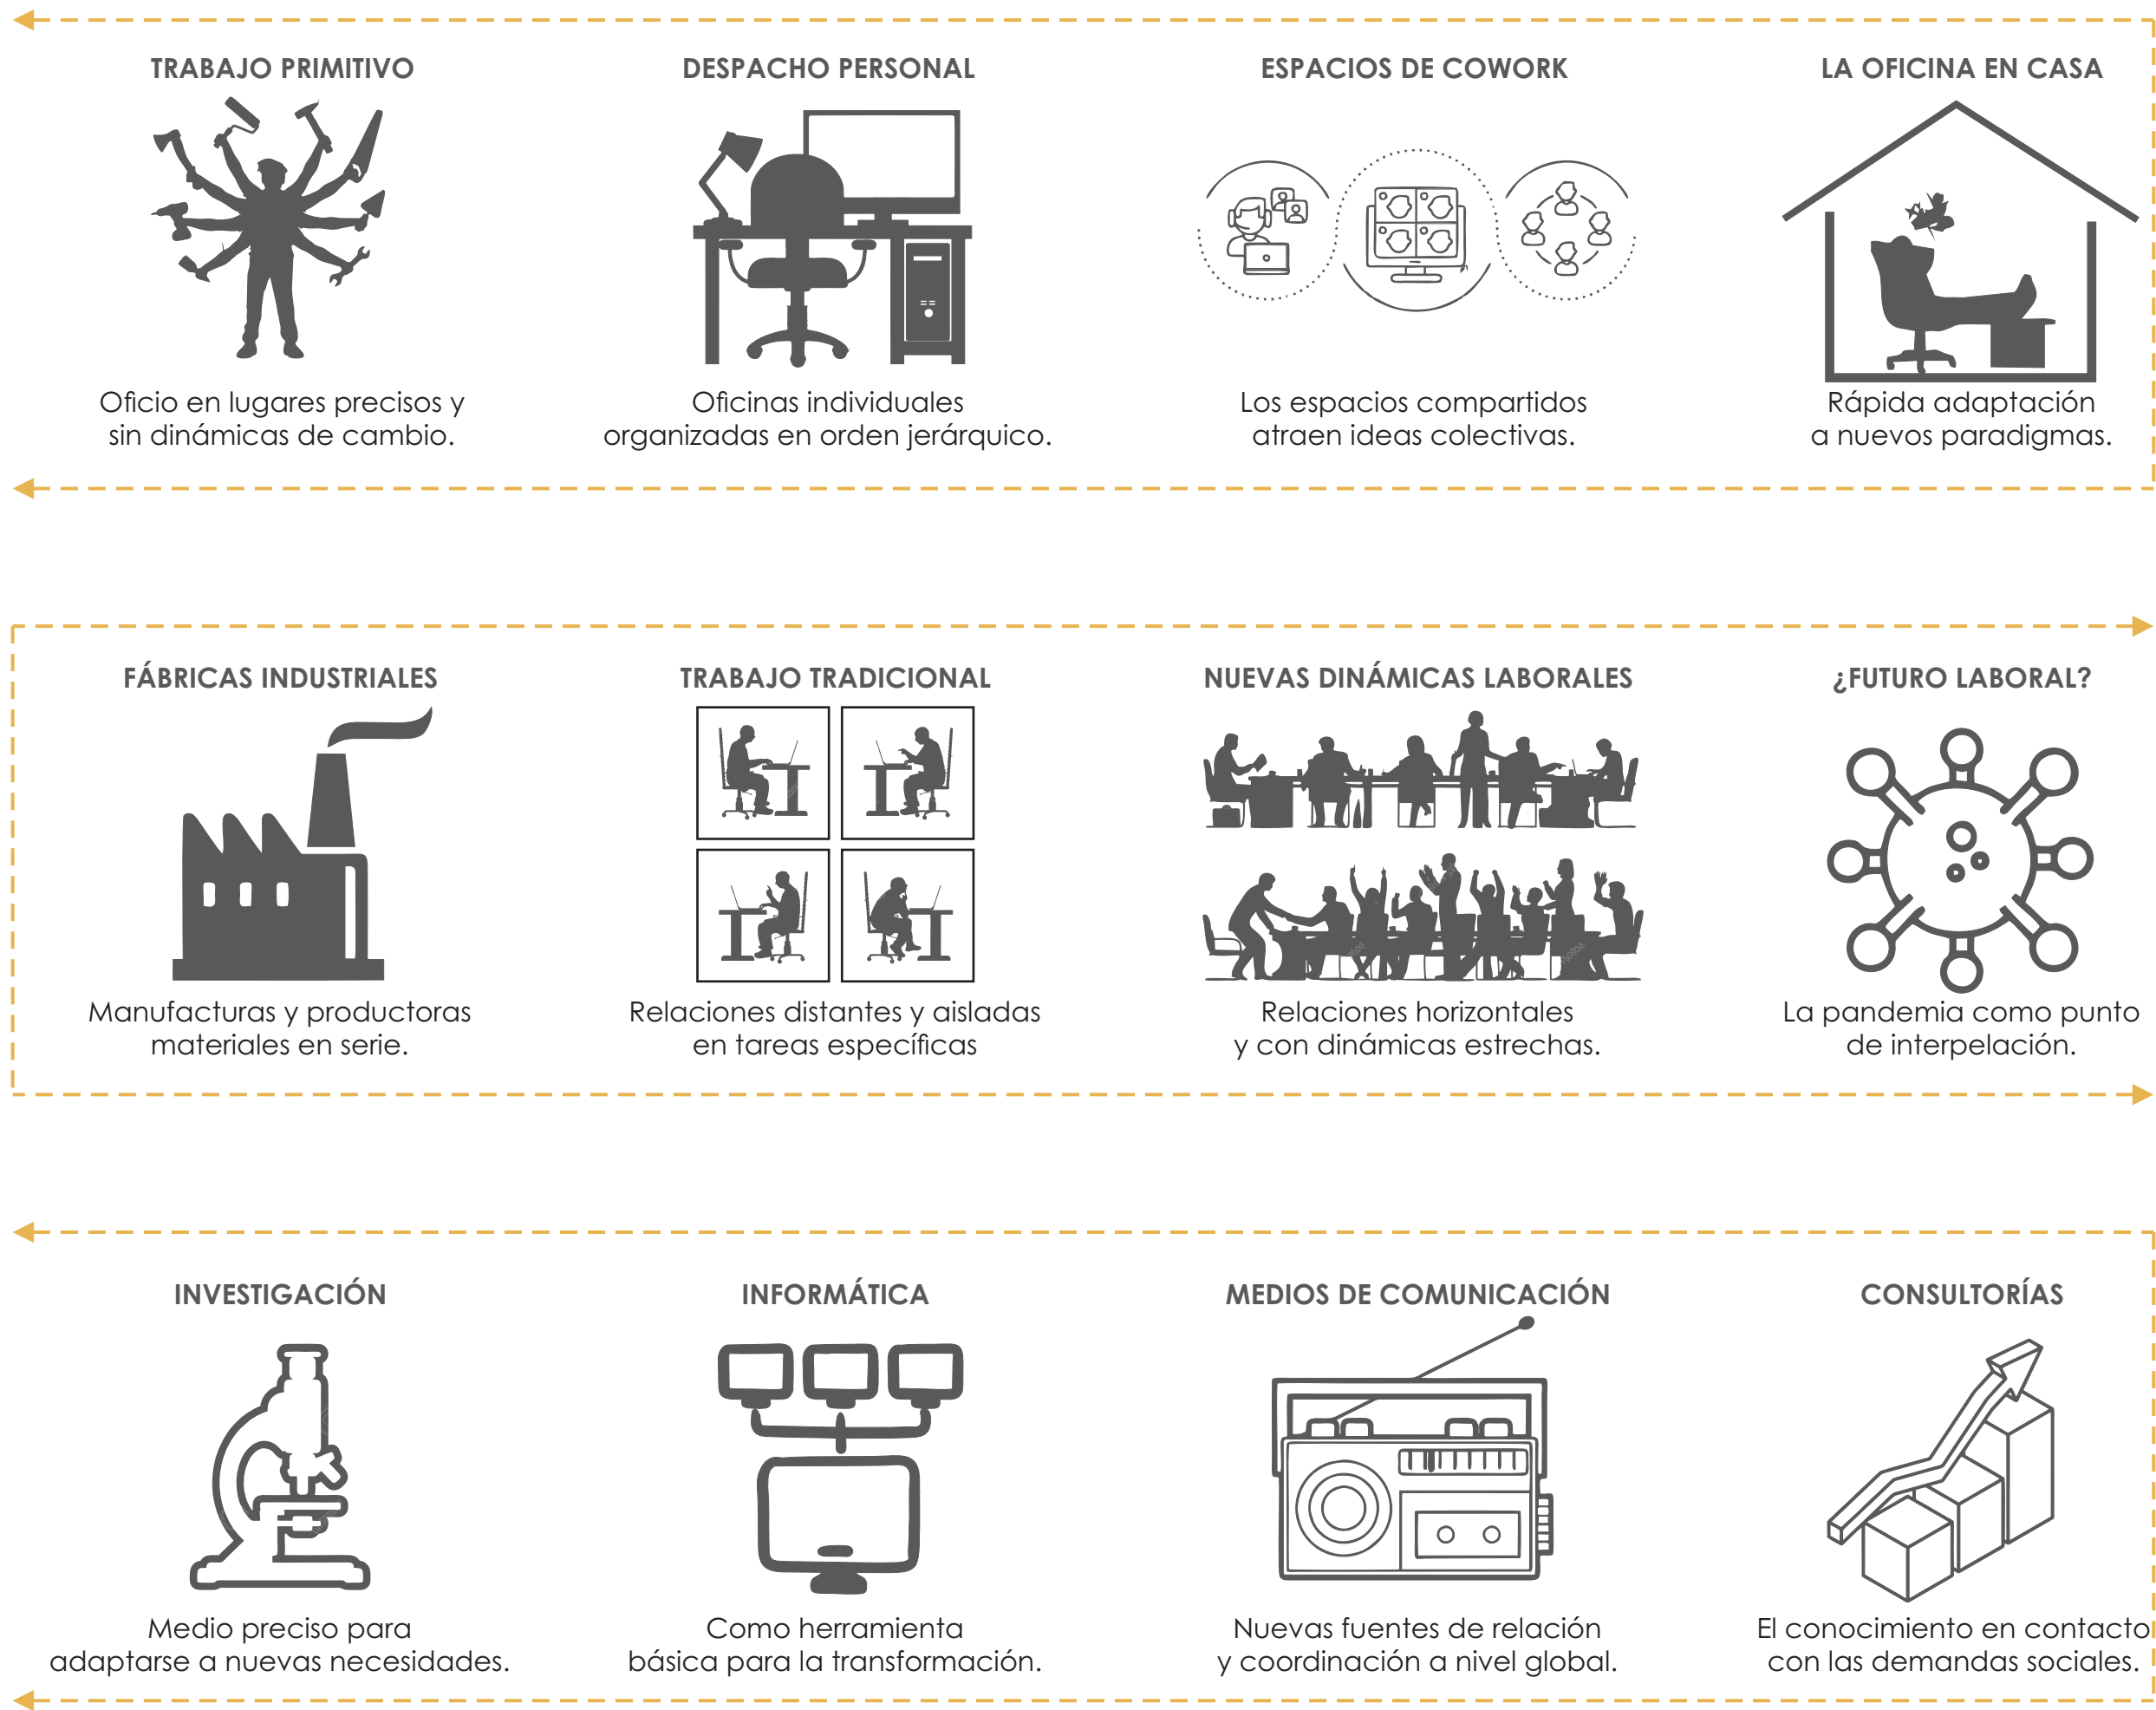 TRABAJO PRIMITIVO
Oficio en lugares precisos y
sin dinámicas de cambio.
DESPACHO PERSONAL
Oficinas individuales
organizadas en orden jerárquico.
ESPACIOS DE COWORK
Los espacios compartidos
atraen ideas colectivas.
LA OFICINA EN CASA
Rápida adaptación
a nuevos paradigmas.
FÁBRICAS INDUSTRIALES
Manufacturas y productoras
materiales en serie.
TRABAJO TRADICIONAL
Relaciones distantes y aisladas
en tareas específicas
NUEVAS DINÁMICAS LABORALES
Relaciones horizontales
y con dinámicas estrechas.
¿FUTURO LABORAL?
La pandemia como punto
de interpelación.
INVESTIGACIÓN
Medio preciso para
adaptarse a nuevas necesidades.
INFORMÁTICA
Como herramienta
básica para la transformación.
MEDIOS DE COMUNICACIÓN
Nuevas fuentes de relación
y coordinación a nivel global.
CONSULTORÍAS
El conocimiento en contacto
con las demandas sociales.